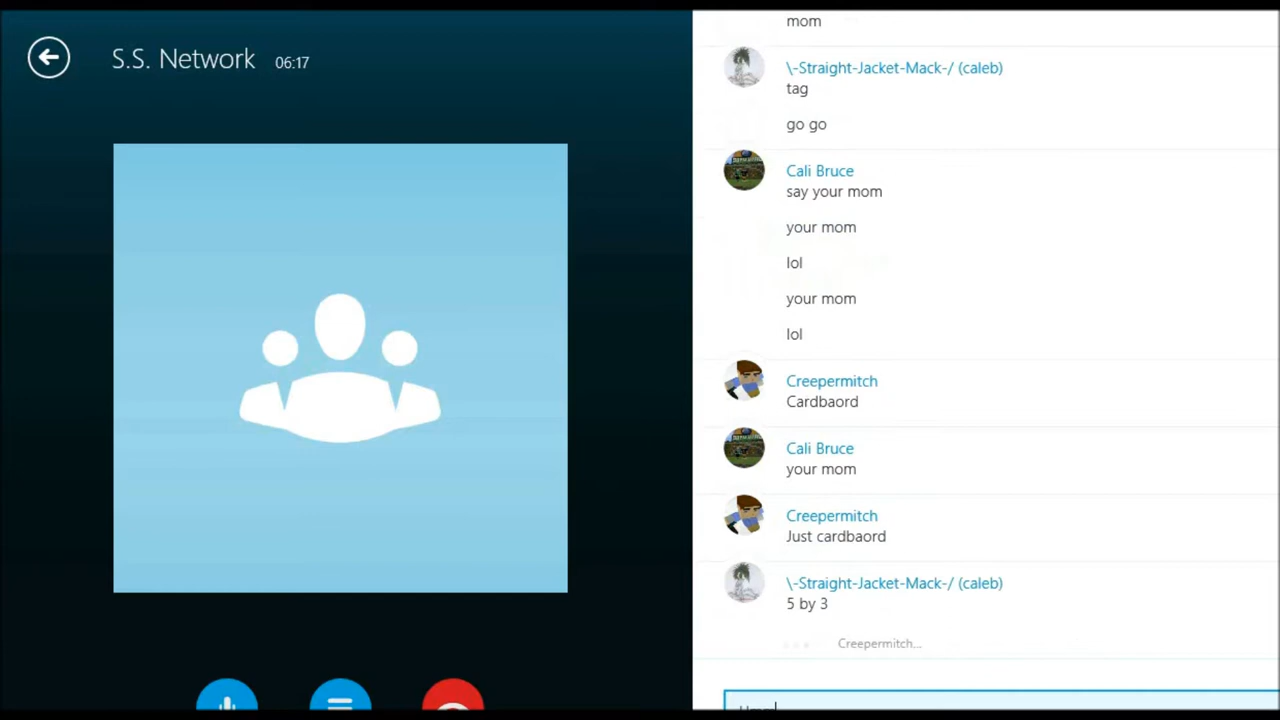 S.S. Network 06:17
mom
\-Straight-Jacket-Mack-/ (caleb)
tag
go go
Cali Bruce
say your mom
your mom
lol
your mom
lol
Creepermitch
Cardbaord
Cali Bruce
your mom
Creepermitch
Just cardbaord
\-Straight-Jacket-Mack-/ (caleb)
5 by 3
Creepermitch...